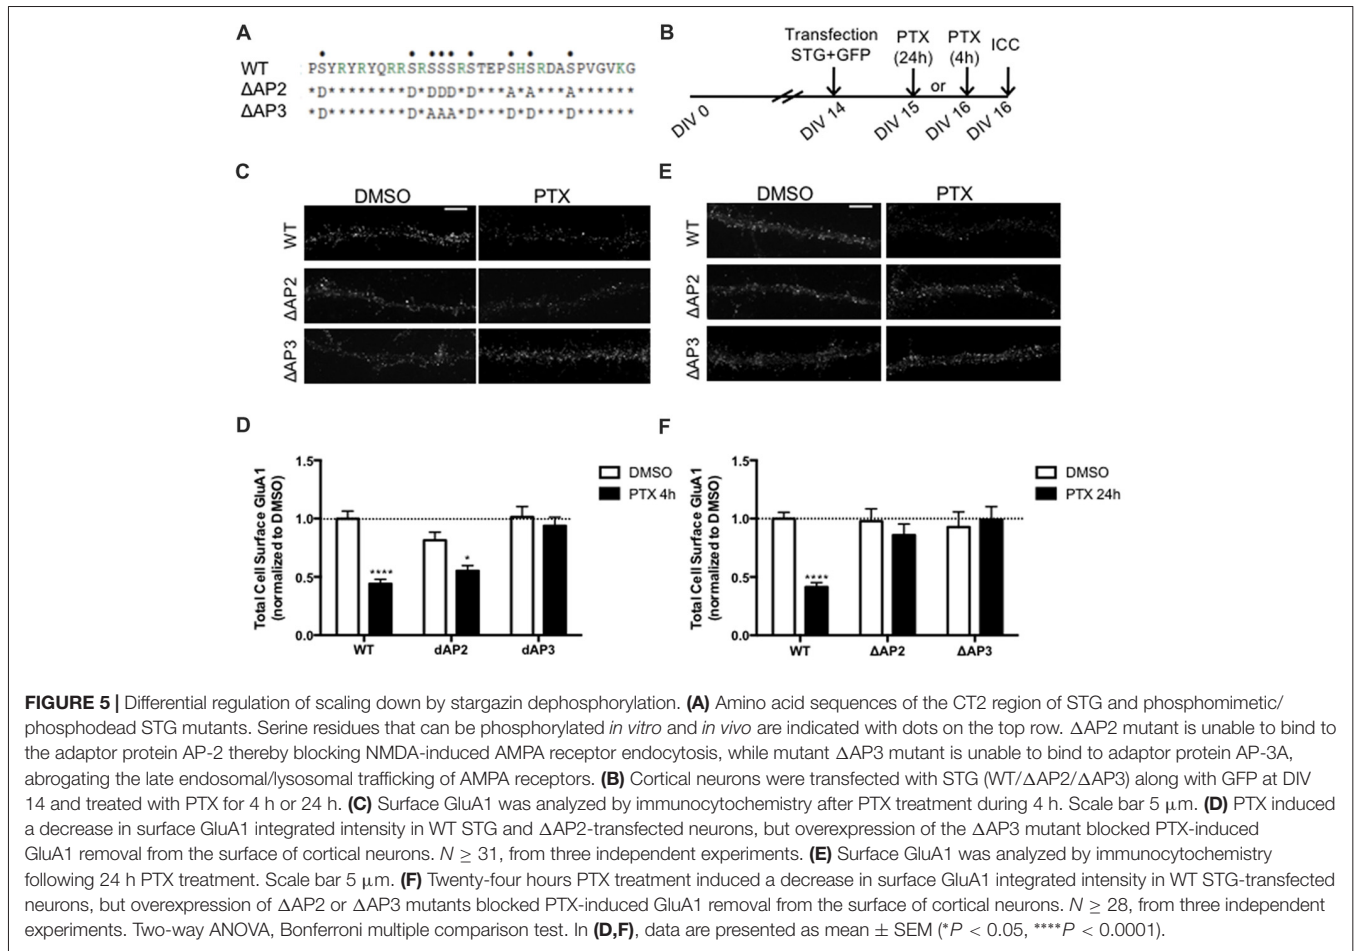 A
WT PSYRYRYQRRSRSSSRSTEPSHSRDASPVGVKG
ΔAP2 *D********D*DDD*D***A*A***A******
ΔAP3 *D********D*AAA*D***D*D***D******
B
Transfection
STG+GFP
PTX
(24h)
or
PTX
(4h)
ICC
DIV 0
DIV 14
DIV 15
DIV 16
DIV 16
C
DMSO PTX
WT
ΔAP2
ΔAP3
E
DMSO PTX
WT
ΔAP2
ΔAP3
D
Total Cell Surface GluA1
(normalized to DMSO)
1.5
1.0
0.5
0.0
WT dAP2 dAP3
**** *
DMSO
PTX 4h
F
Total Cell Surface GluA1
(normalized to DMSO)
1.5
1.0
0.5
0.0
WT ΔAP2 ΔAP3
****
DMSO
PTX 24h
FIGURE 5 | Differential regulation of scaling down by stargazin dephosphorylation. (A) Amino acid sequences of the CT2 region of STG and phosphomimetic/
phosphodead STG mutants. Serine residues that can be phosphorylated in vitro and in vivo are indicated with dots on the top row. ΔAP2 mutant is unable to bind to
the adaptor protein AP-2 thereby blocking NMDA-induced AMPA receptor endocytosis, while mutant ΔAP3 mutant is unable to bind to adaptor protein AP-3A,
abrogating the late endosomal/lysosomal trafficking of AMPA receptors. (B) Cortical neurons were transfected with STG (WT/ΔAP2/ΔAP3) along with GFP at DIV
14 and treated with PTX for 4 h or 24 h. (C) Surface GluA1 was analyzed by immunocytochemistry after PTX treatment during 4 h. Scale bar 5 μm. (D) PTX induced
a decrease in surface GluA1 integrated intensity in WT STG and ΔAP2-transfected neurons, but overexpression of the ΔAP3 mutant blocked PTX-induced
GluA1 removal from the surface of cortical neurons. N ≥ 31, from three independent experiments. (E) Surface GluA1 was analyzed by immunocytochemistry
following 24 h PTX treatment. Scale bar 5 μm. (F) Twenty-four hours PTX treatment induced a decrease in surface GluA1 integrated intensity in WT STG-transfected
neurons, but overexpression of ΔAP2 or ΔAP3 mutants blocked PTX-induced GluA1 removal from the surface of cortical neurons. N ≥ 28, from three independent
experiments. Two-way ANOVA, Bonferroni multiple comparison test. In (D,F), data are presented as mean ± SEM (*P < 0.05, ****P < 0.0001).